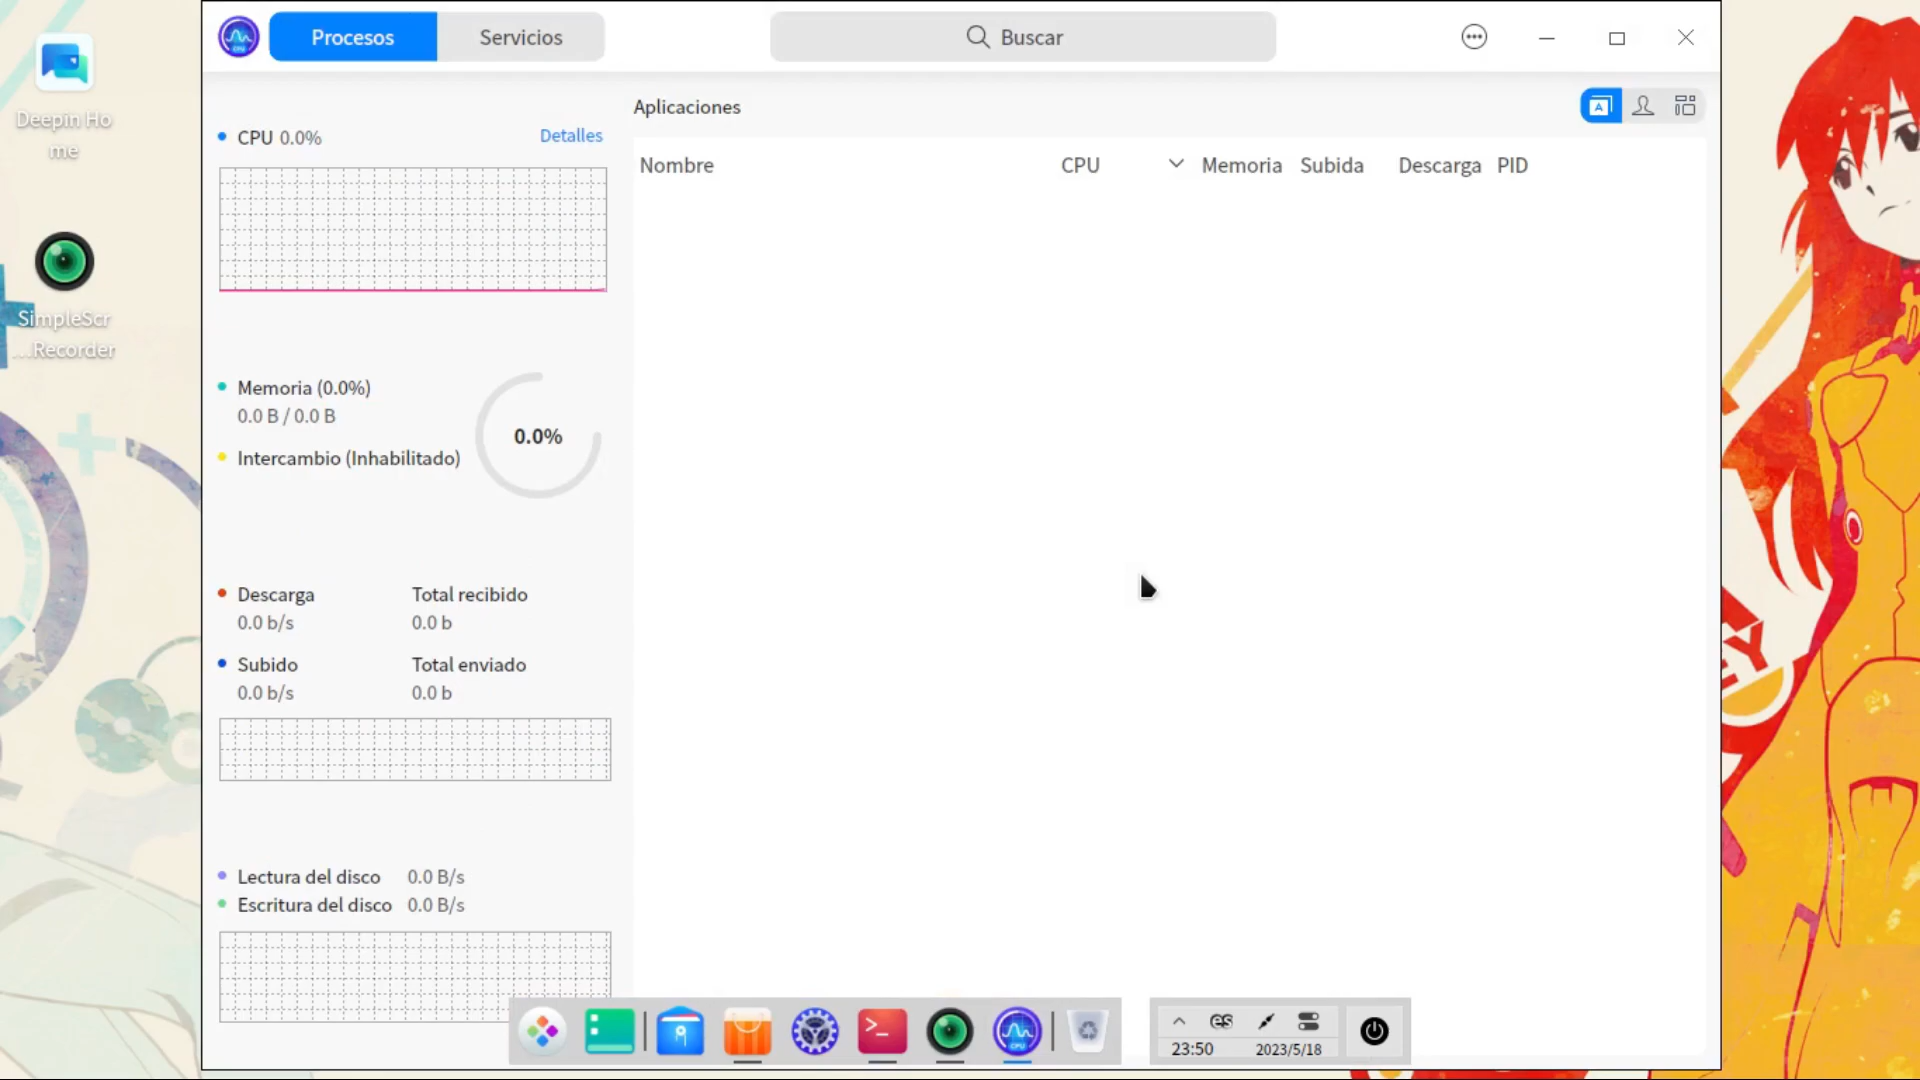 Procesos
Servicios
Buscar
Deepin Ho
me
SimpleScr
...Recorder
CPU 0.0%
Detalles
Memoria (0.0%)
0.0 B / 0.0 B
Intercambio (Inhabilitado)
0.0%
Descarga
Total recibido
0.0 b/s
0.0 b
Subido
Total enviado
0.0 b/s
0.0 b
Lectura del disco 0.0 B/s
Escritura del disco 0.0 B/s
Aplicaciones
A
Nombre CPU Memoria Subida Descarga PID
CPU
es
23:50 2023/5/18